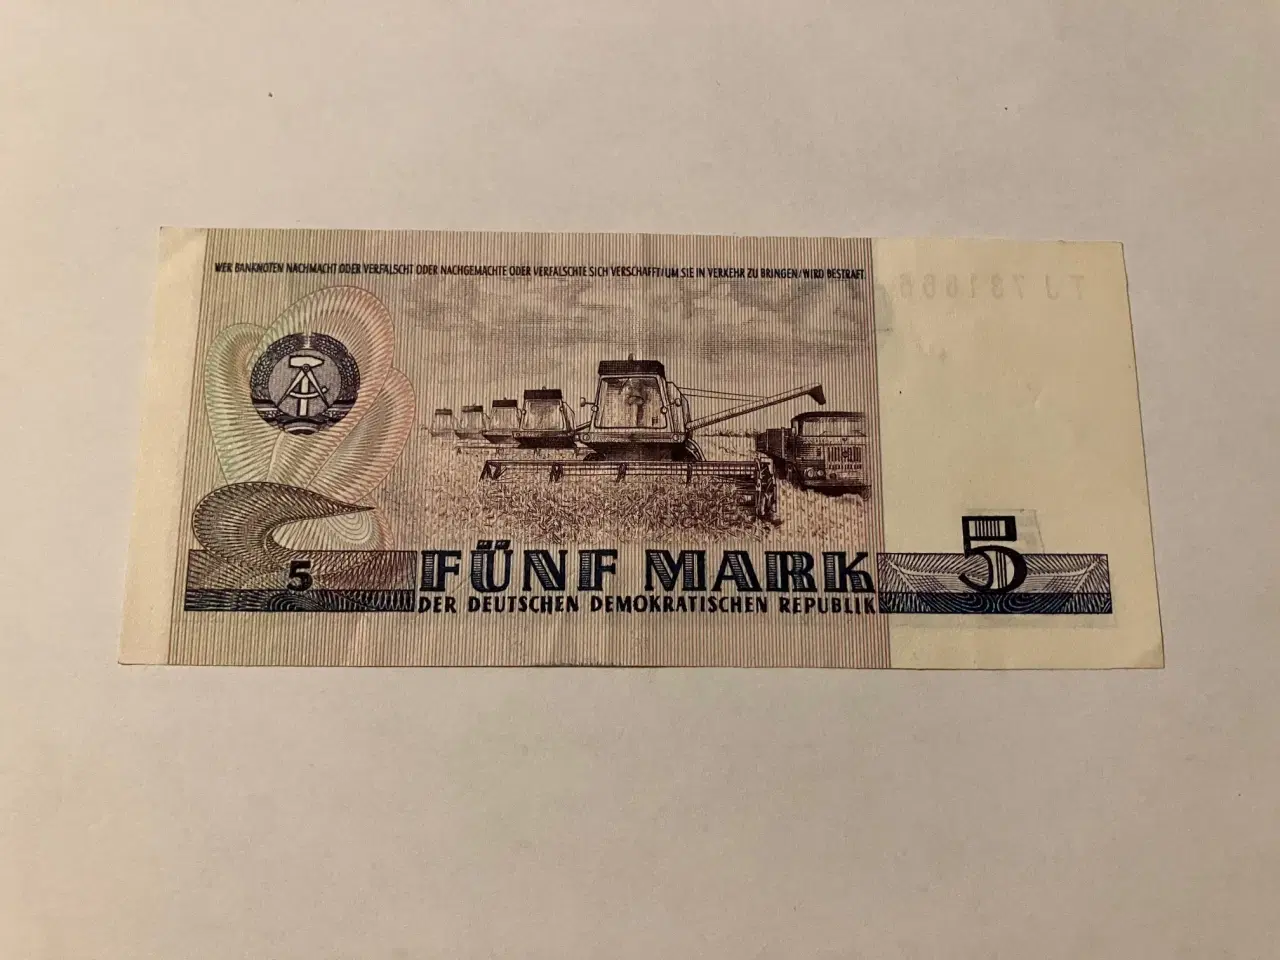 WER BANKNOTEN NACHMACHT ODER VERFÄLSCHT ODER NACHGEMACHTE ODER VERFÄLSCHTE SICH VERSCHAFFT/UM SIE IN VERKEHR ZU BRINGEN/WIRD BESTRAFT
5
FÜNF MARK
5
DER DEUTSCHEN DEMOKRATISCHEN REPUBLIK